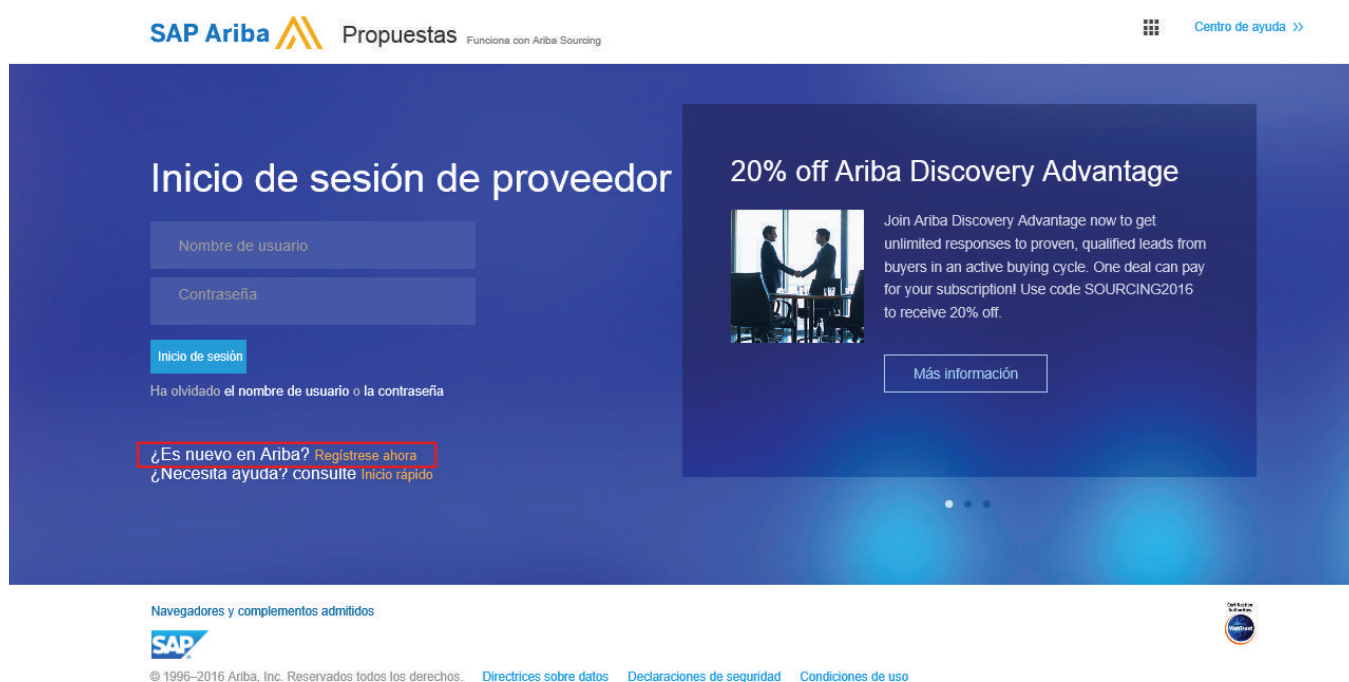 SAP Ariba Propuestas Funciona con Ariba Sourcing
Centro de ayuda >>
Inicio de sesión de proveedor
Nombre de usuario
Contraseña
Inicio de sesión
Ha olvidado el nombre de usuario o la contraseña
¿Es nuevo en Ariba? Regístrese ahora
¿Necesita ayuda? consulte Inicio rápido
20% off Ariba Discovery Advantage
Join Ariba Discovery Advantage now to get
unlimited responses to proven, qualified leads from
buyers in an active buying cycle. One deal can pay
for your subscription! Use code SOURCING2016
to receive 20% off.
Más información
Navegadores y complementos admitidos
SAP
Certification
Authorities
WebTrust
© 1996–2016 Ariba, Inc. Reservados todos los derechos. Directrices sobre datos Declaraciones de seguridad Condiciones de uso